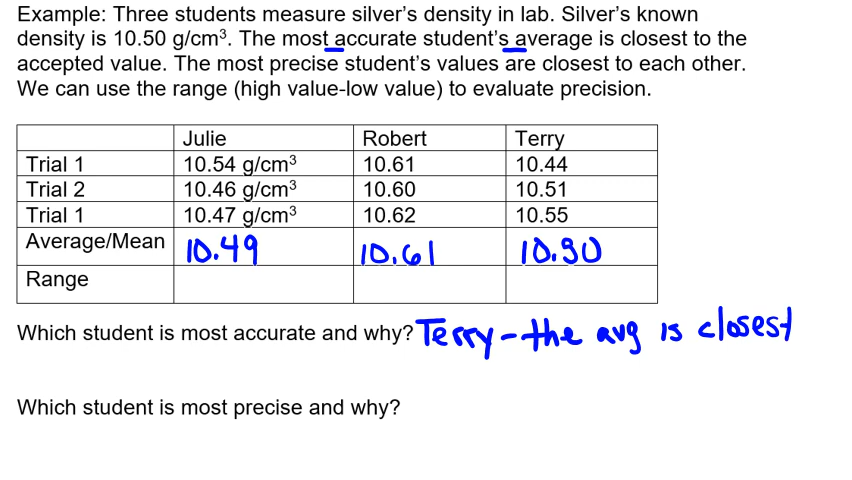 Example: Three students measure silver’s density in lab. Silver’s known
density is 10.50 g/cm³. The most accurate student’s average is closest to the
accepted value. The most precise student’s values are closest to each other.
We can use the range (high value-low value) to evaluate precision.
Julie Robert Terry
Trial 1 10.54 g/cm³ 10.61 10.44
Trial 2 10.46 g/cm³ 10.60 10.51
Trial 1 10.47 g/cm³ 10.62 10.55
Average/Mean 10.49 10.61 10.50
Range
Which student is most accurate and why? Terry - the avg is closest
Which student is most precise and why?